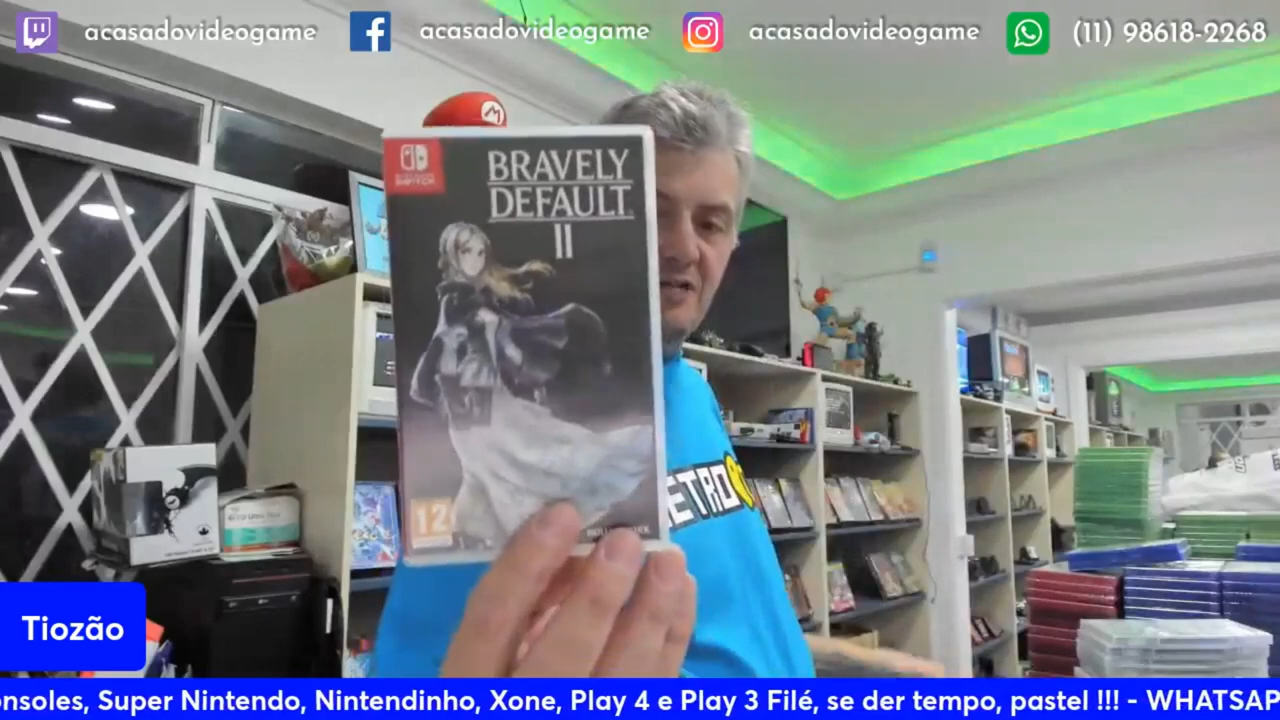 acasadovideogame
acasadovideogame
acasadovideogame
(11) 98618-2268
BRAVELY
DEFAULT
II
12
Tiozão
onsoles, Super Nintendo, Nintendinho, Xone, Play 4 e Play 3 Filé, se der tempo, pastel !!! - WHATSAP